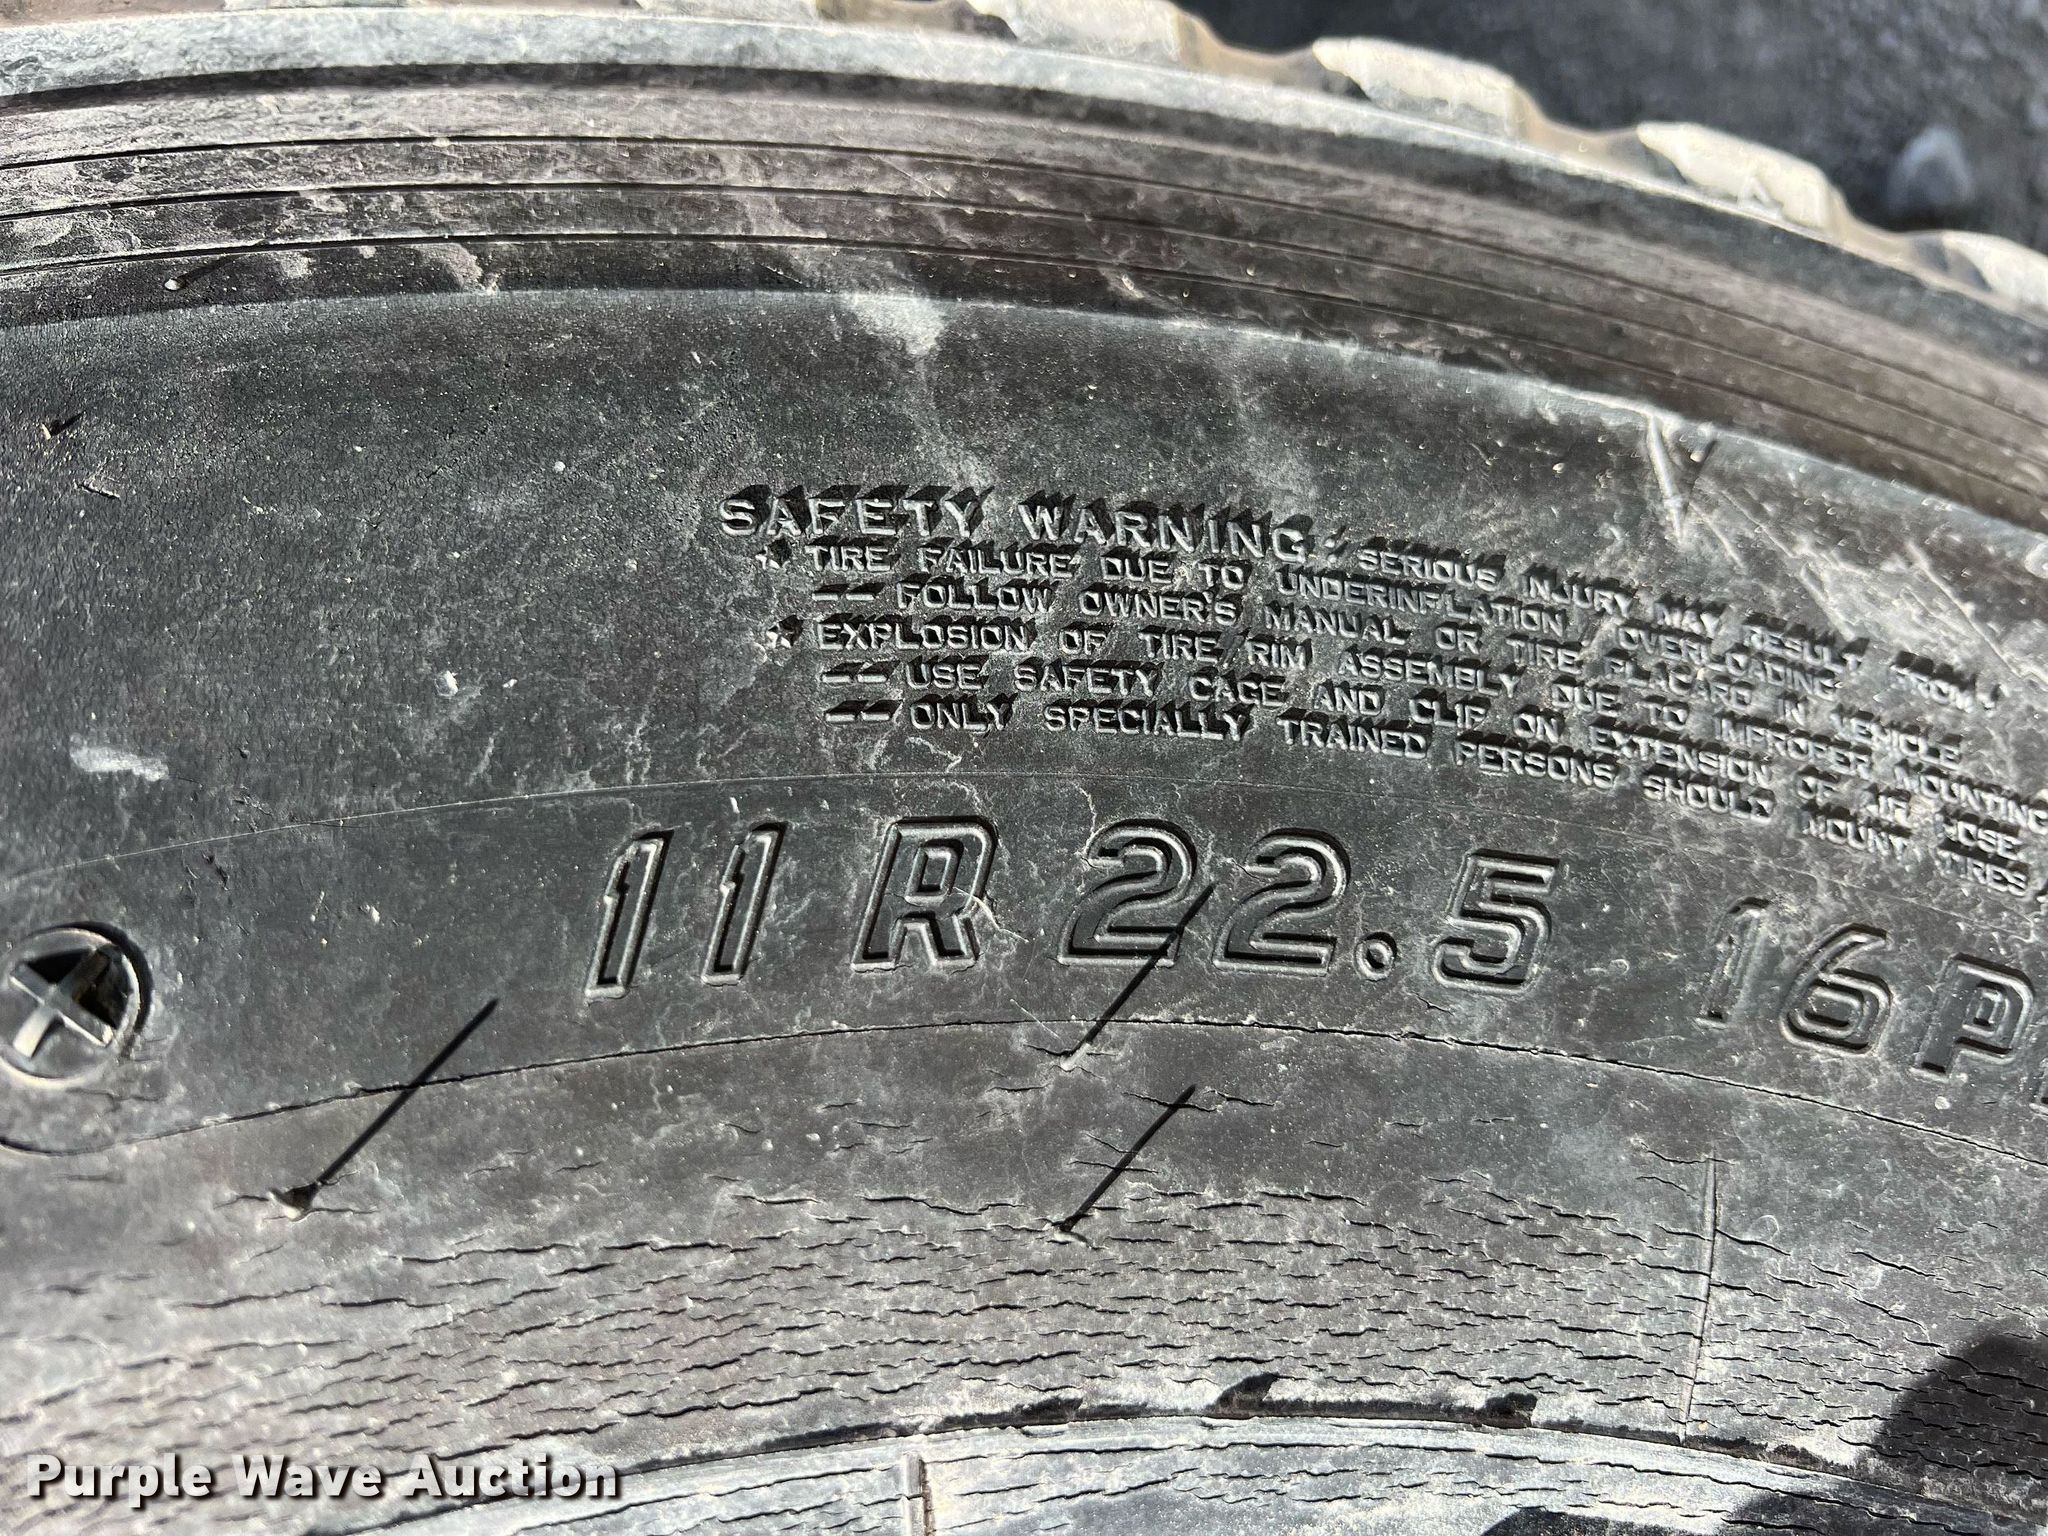 SAFETY WARNING: SERIOUS INJURY MAY RESULT FROM:
★ TIRE FAILURE DUE TO UNDERINFLATION / OVERLOADING
-- FOLLOW OWNER'S MANUAL OR TIRE PLACARD IN VEHICLE
★ EXPLOSION OF TIRE/RIM ASSEMBLY DUE TO IMPROPER MOUNTING
-- USE SAFETY CAGE AND CLIP ON EXTENSION OF AIR HOSE,
-- ONLY SPECIALLY TRAINED PERSONS SHOULD MOUNT TIRES
11 R 22.5 16 P
Purple Wave Auction